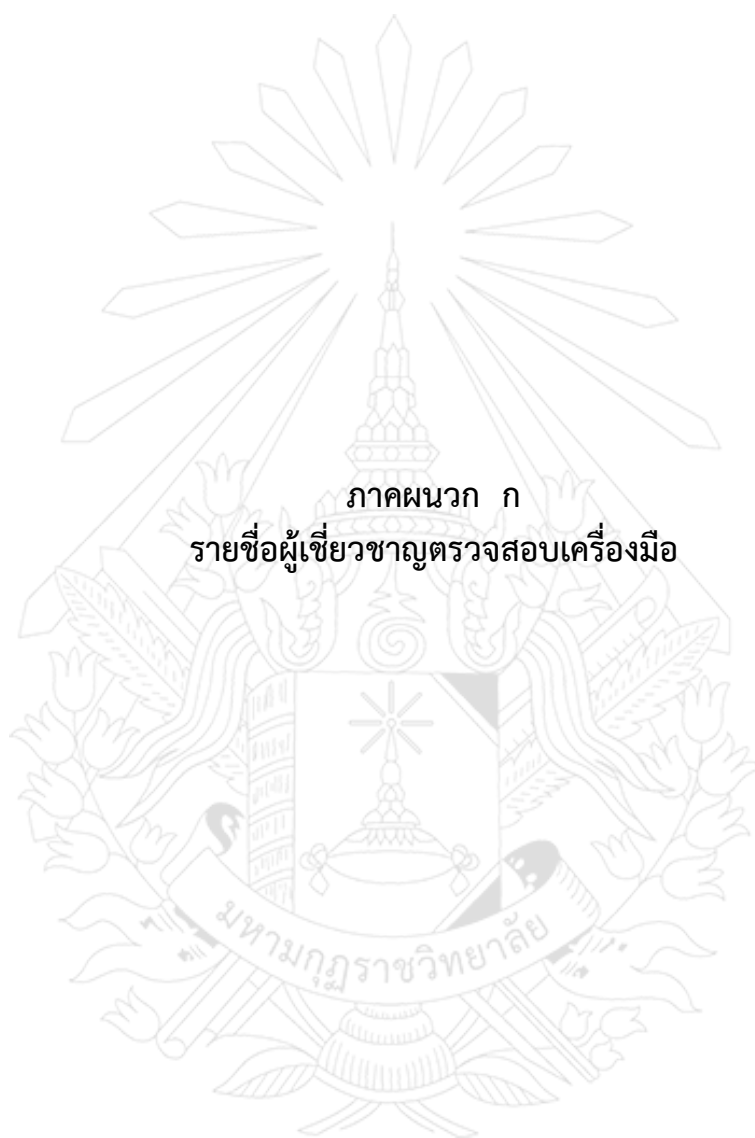 ภาคผนวก ก
รายชื่อผู้เชี่ยวชาญตรวจสอบเครื่องมือ
มหามกุฏราชวิทยาลัย